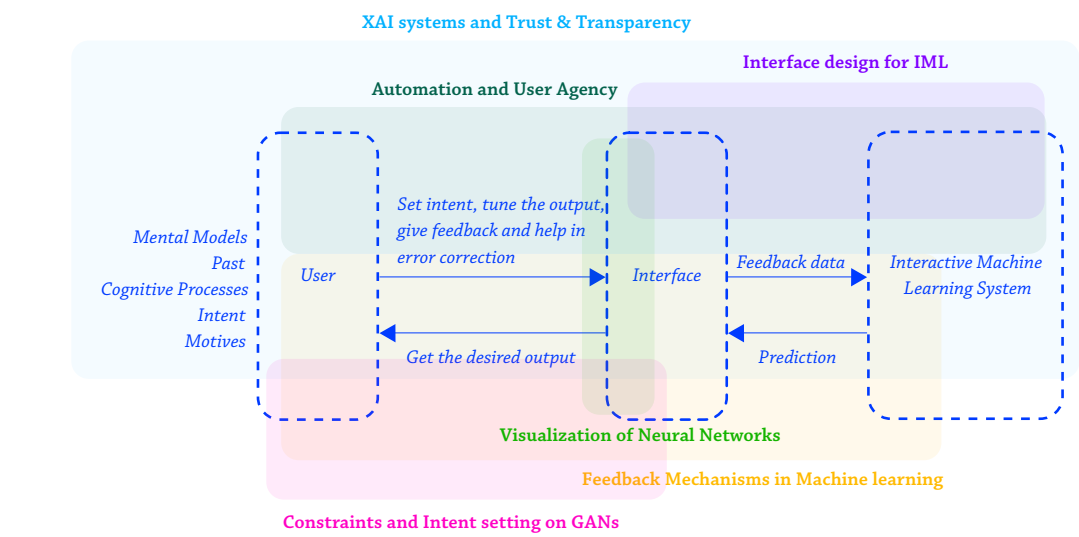 XAI systems and Trust & Transparency
Interface design for IML
Automation and User Agency
Set intent, tune the output,
give feedback and help in
error correction
Mental Models
Past
Cognitive Processes
Intent
Motives
User
Interface
Feedback data
Interactive Machine
Learning System
Get the desired output
Prediction
Visualization of Neural Networks
Feedback Mechanisms in Machine learning
Constraints and Intent setting on GANs